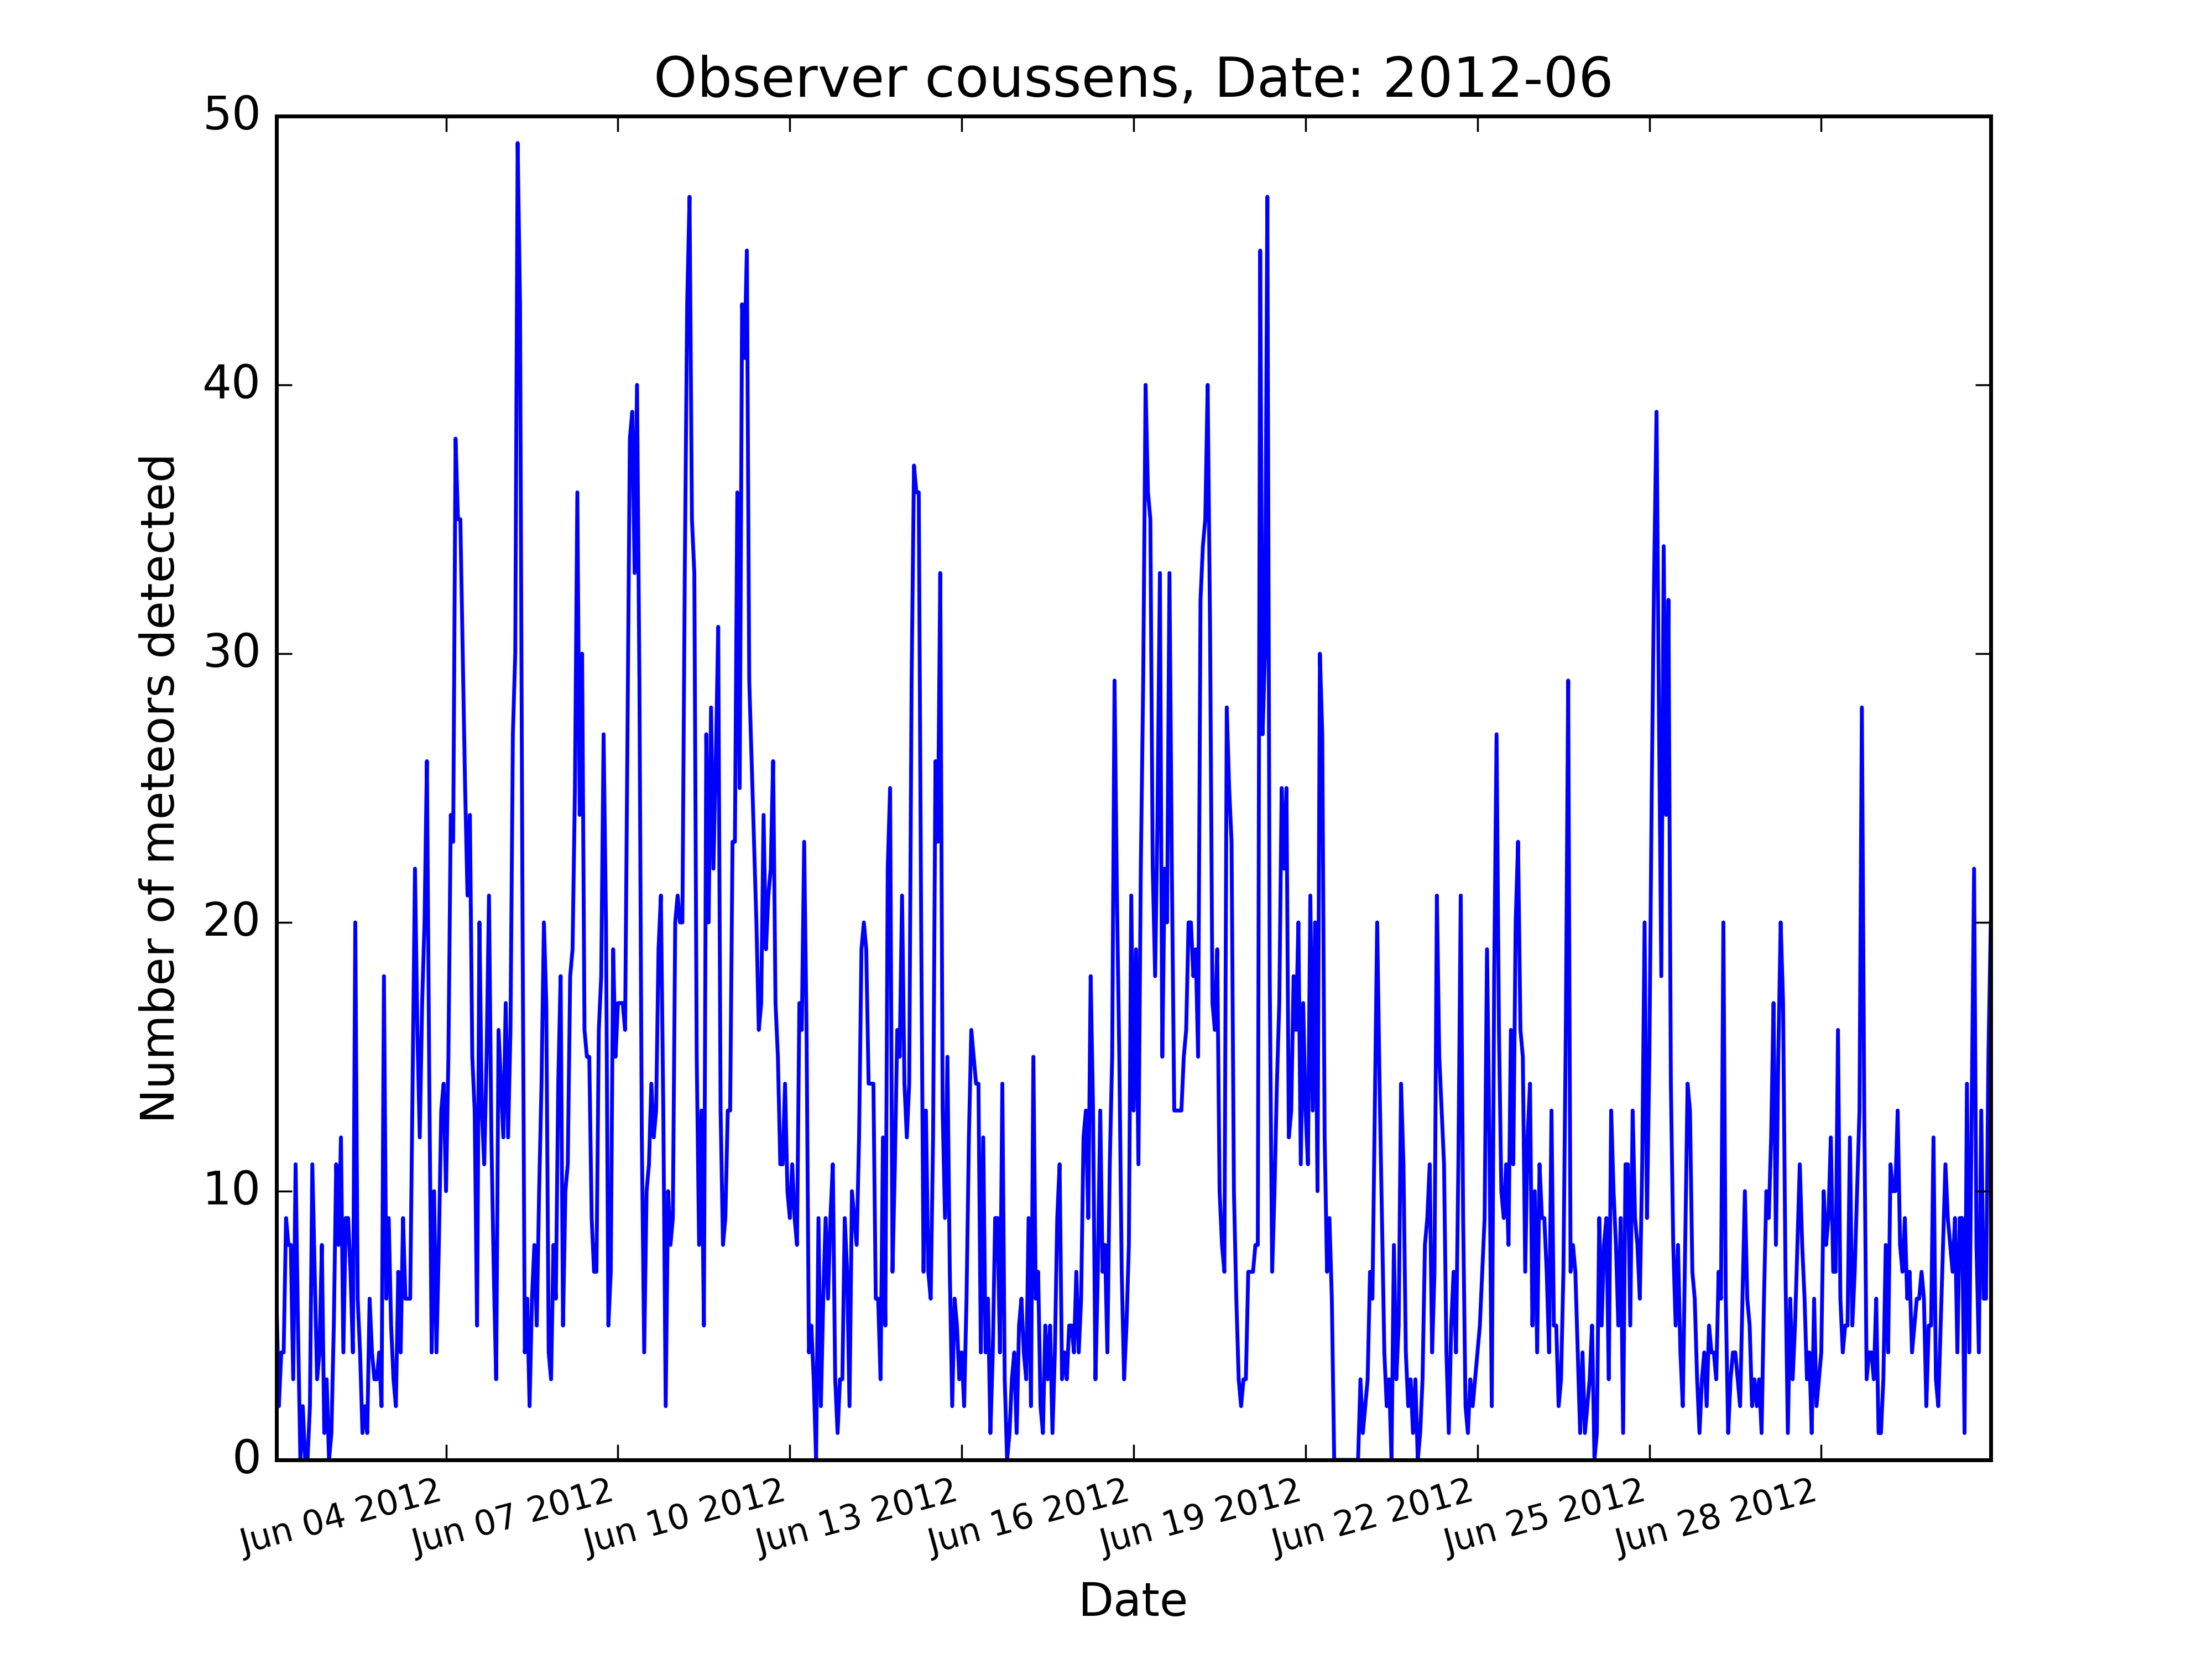 Observer coussens, Date: 2012-06
50
40
30
20
10
0
Number of meteors detected
Jun 04 2012
Jun 07 2012
Jun 10 2012
Jun 13 2012
Jun 16 2012
Jun 19 2012
Jun 22 2012
Jun 25 2012
Jun 28 2012
Date